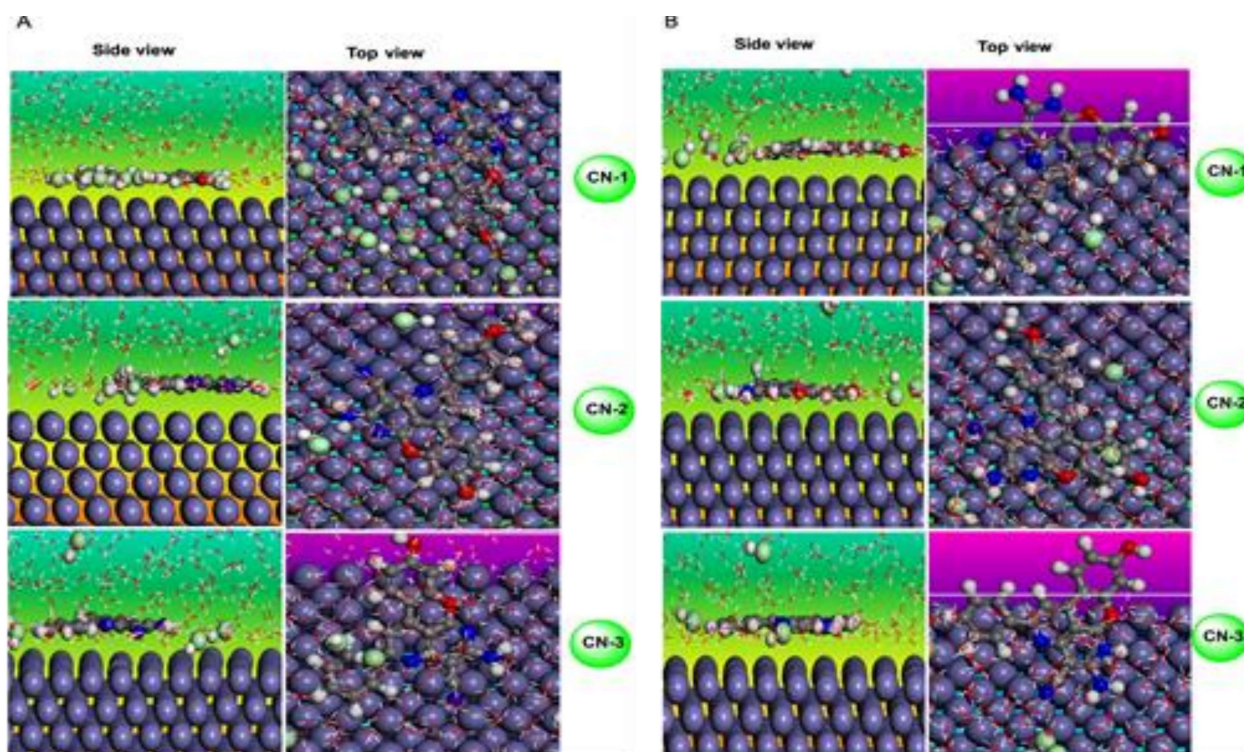 A
Side view Top view
CN-1
CN-2
CN-3
B
Side view Top view
CN-1
CN-2
CN-3